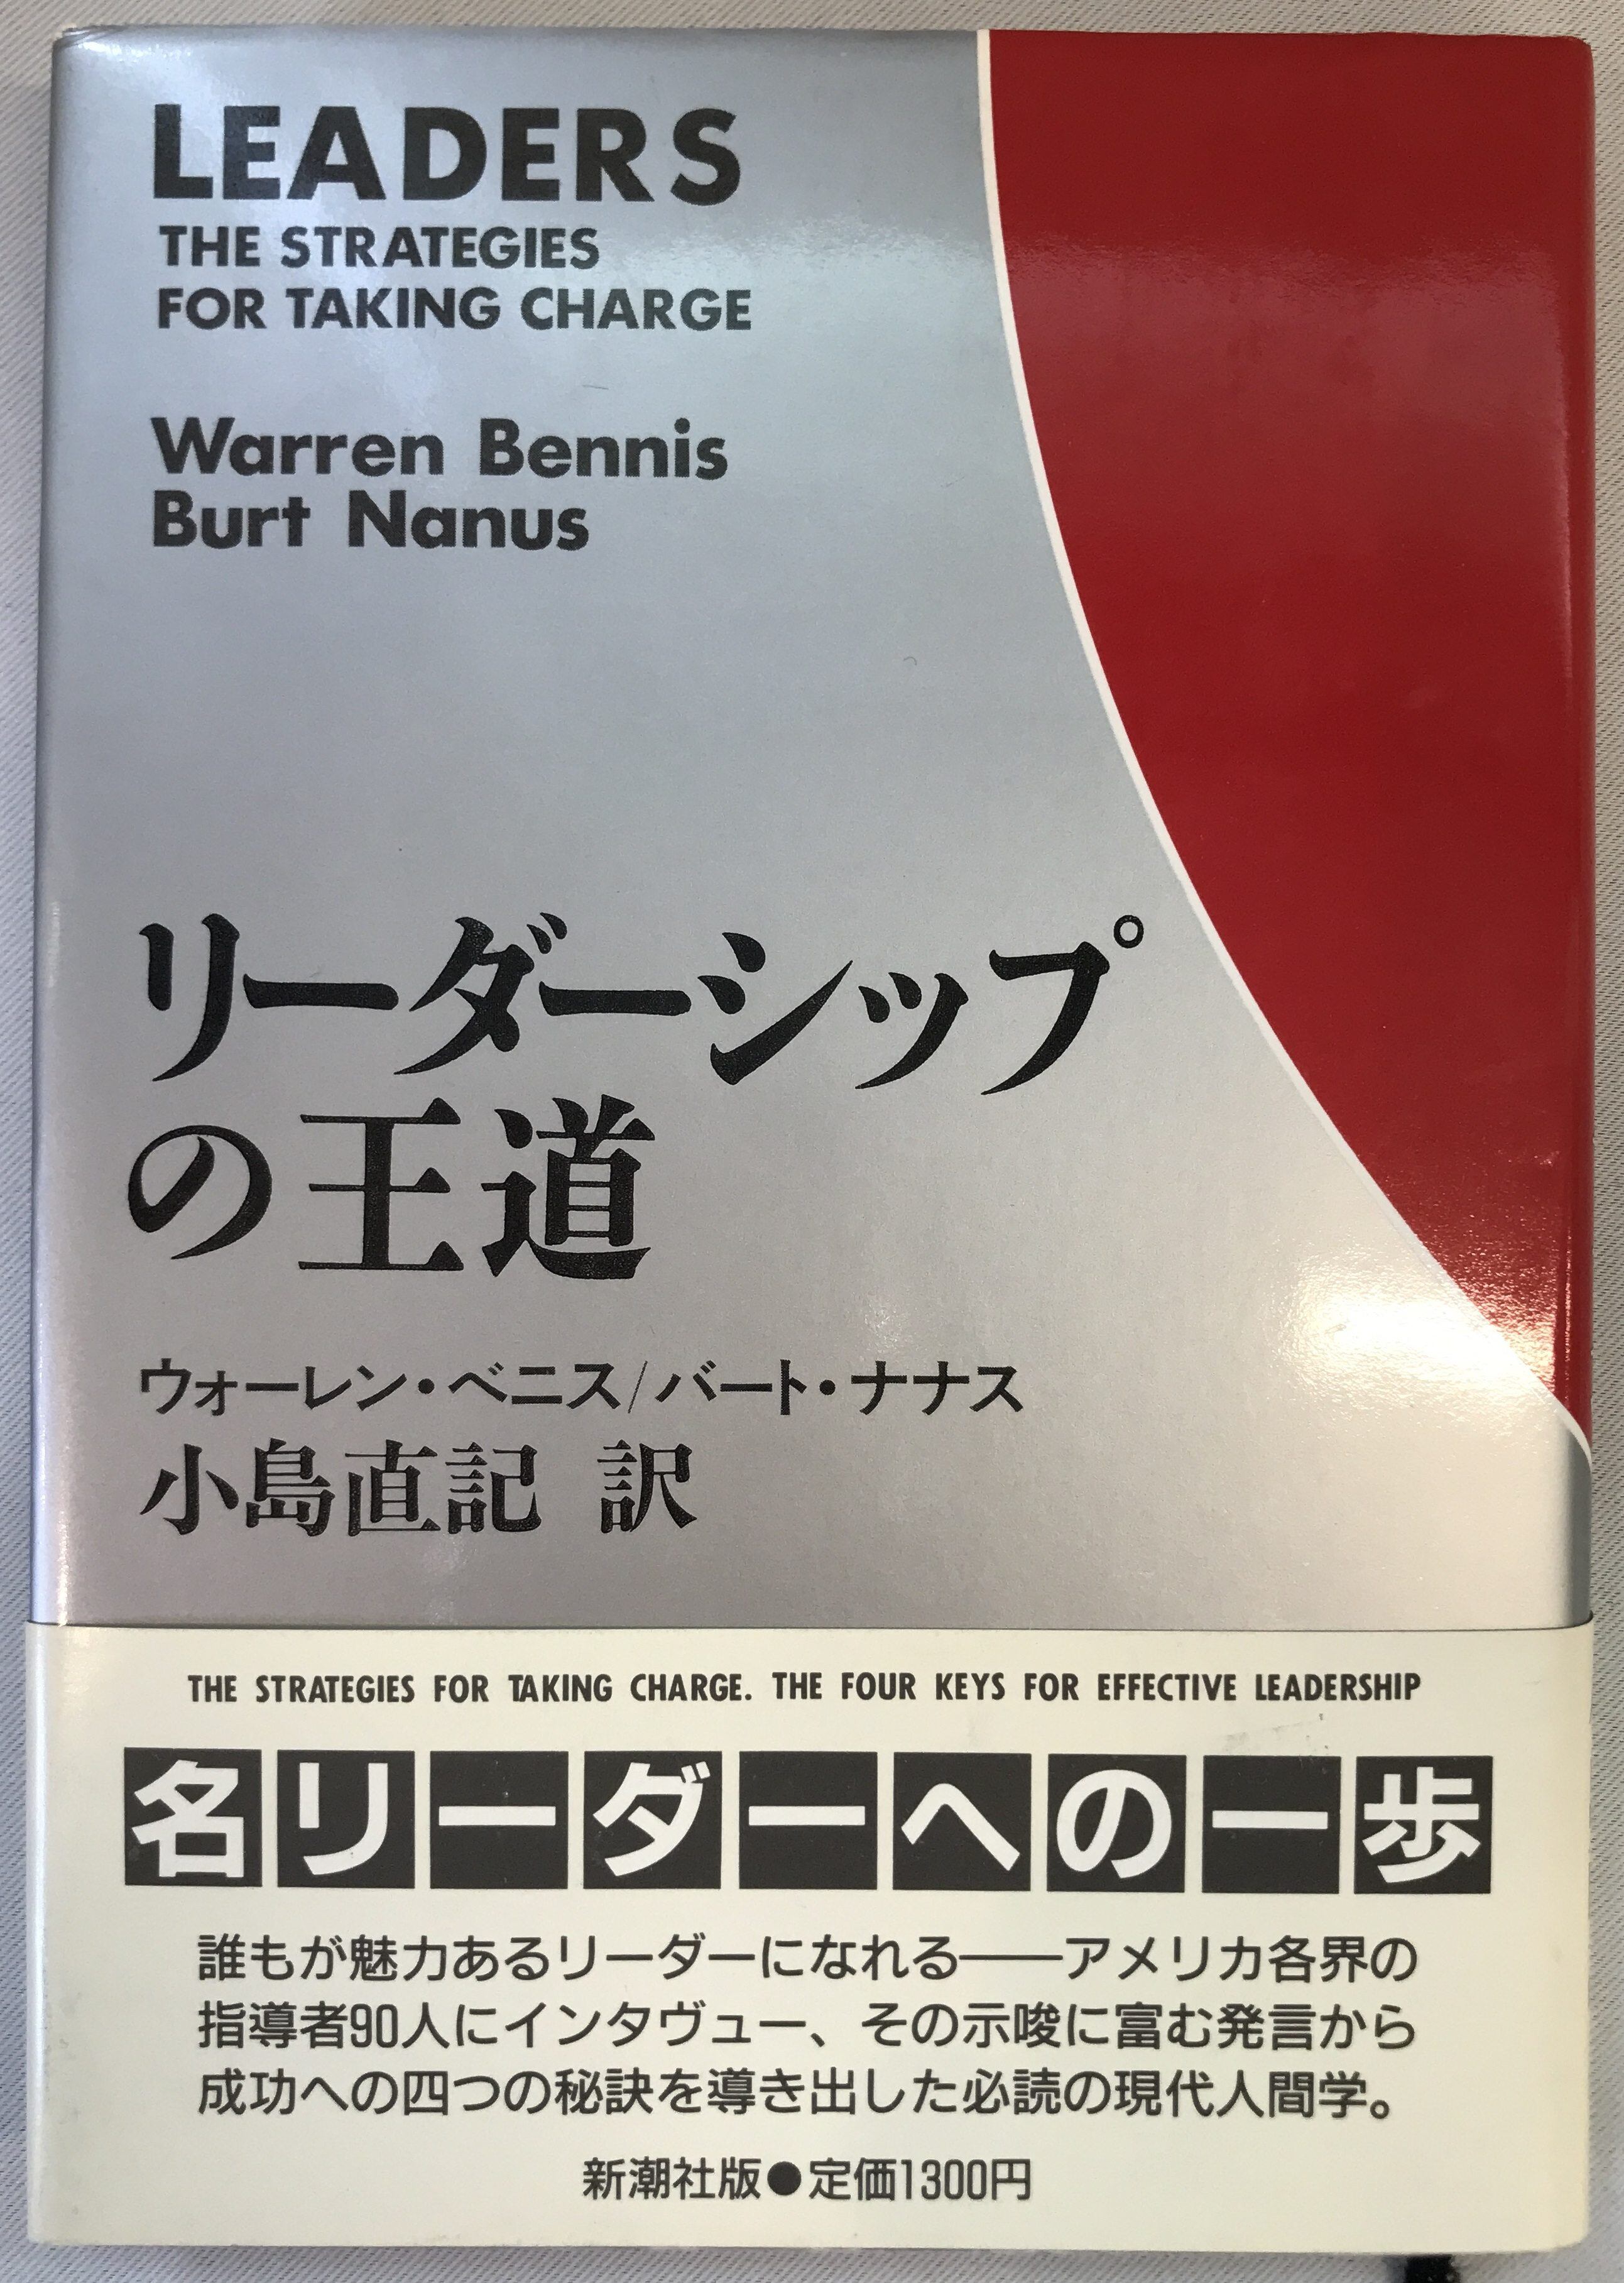 LEADERS
THE STRATEGIES
FOR TAKING CHARGE
Warren Bennis
Burt Nanus
リーダーシップ
の王道
ウォーレン・ベニス/バート・ナナス
小島直記 訳
THE STRATEGIES FOR TAKING CHARGE. THE FOUR KEYS FOR EFFECTIVE LEADERSHIP
名リーダーへの一歩
誰もが魅力あるリーダーになれる――アメリカ各界の
指導者90人にインタヴュー、その示唆に富む発言から
成功への四つの秘訣を導き出した必読の現代人間学。
新潮社版●定価1300円